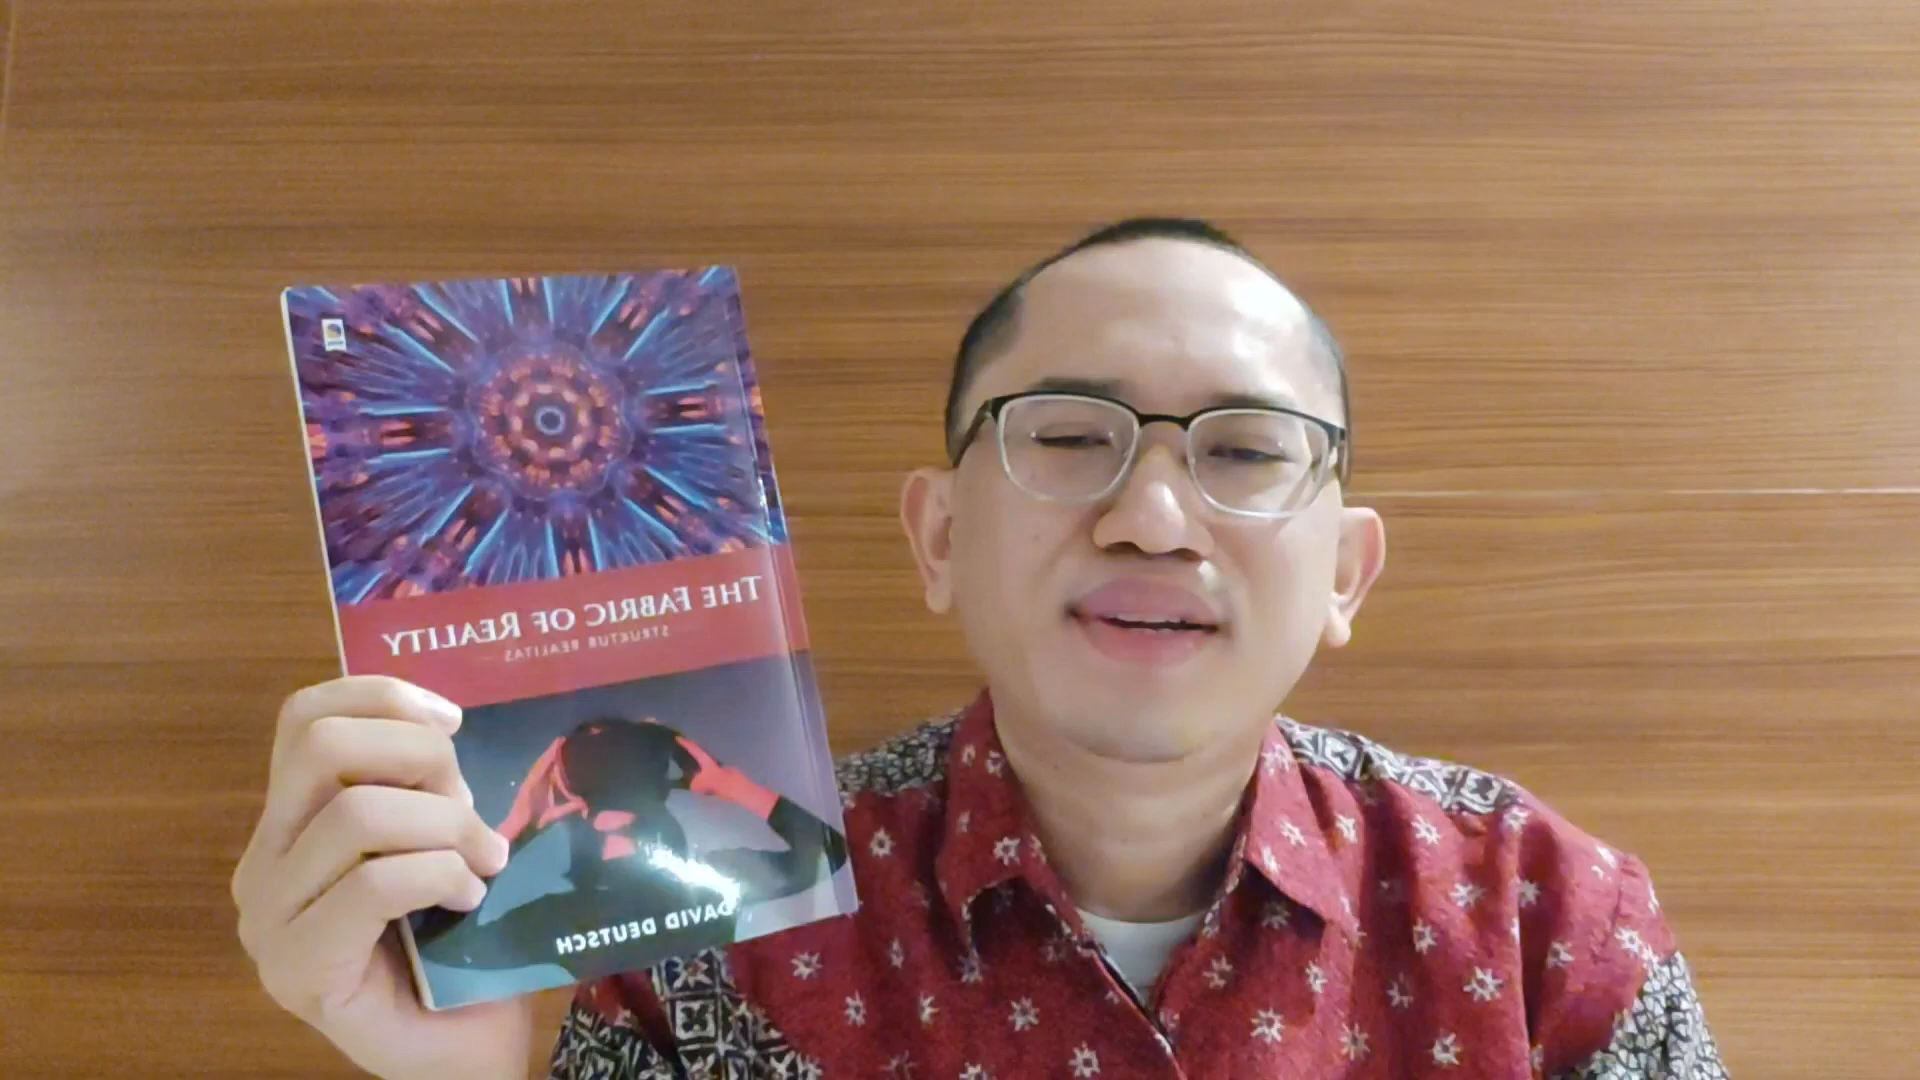 THE FABRIC OF REALITY
STRUKTUR REALITAS
DAVID DEUTSCH